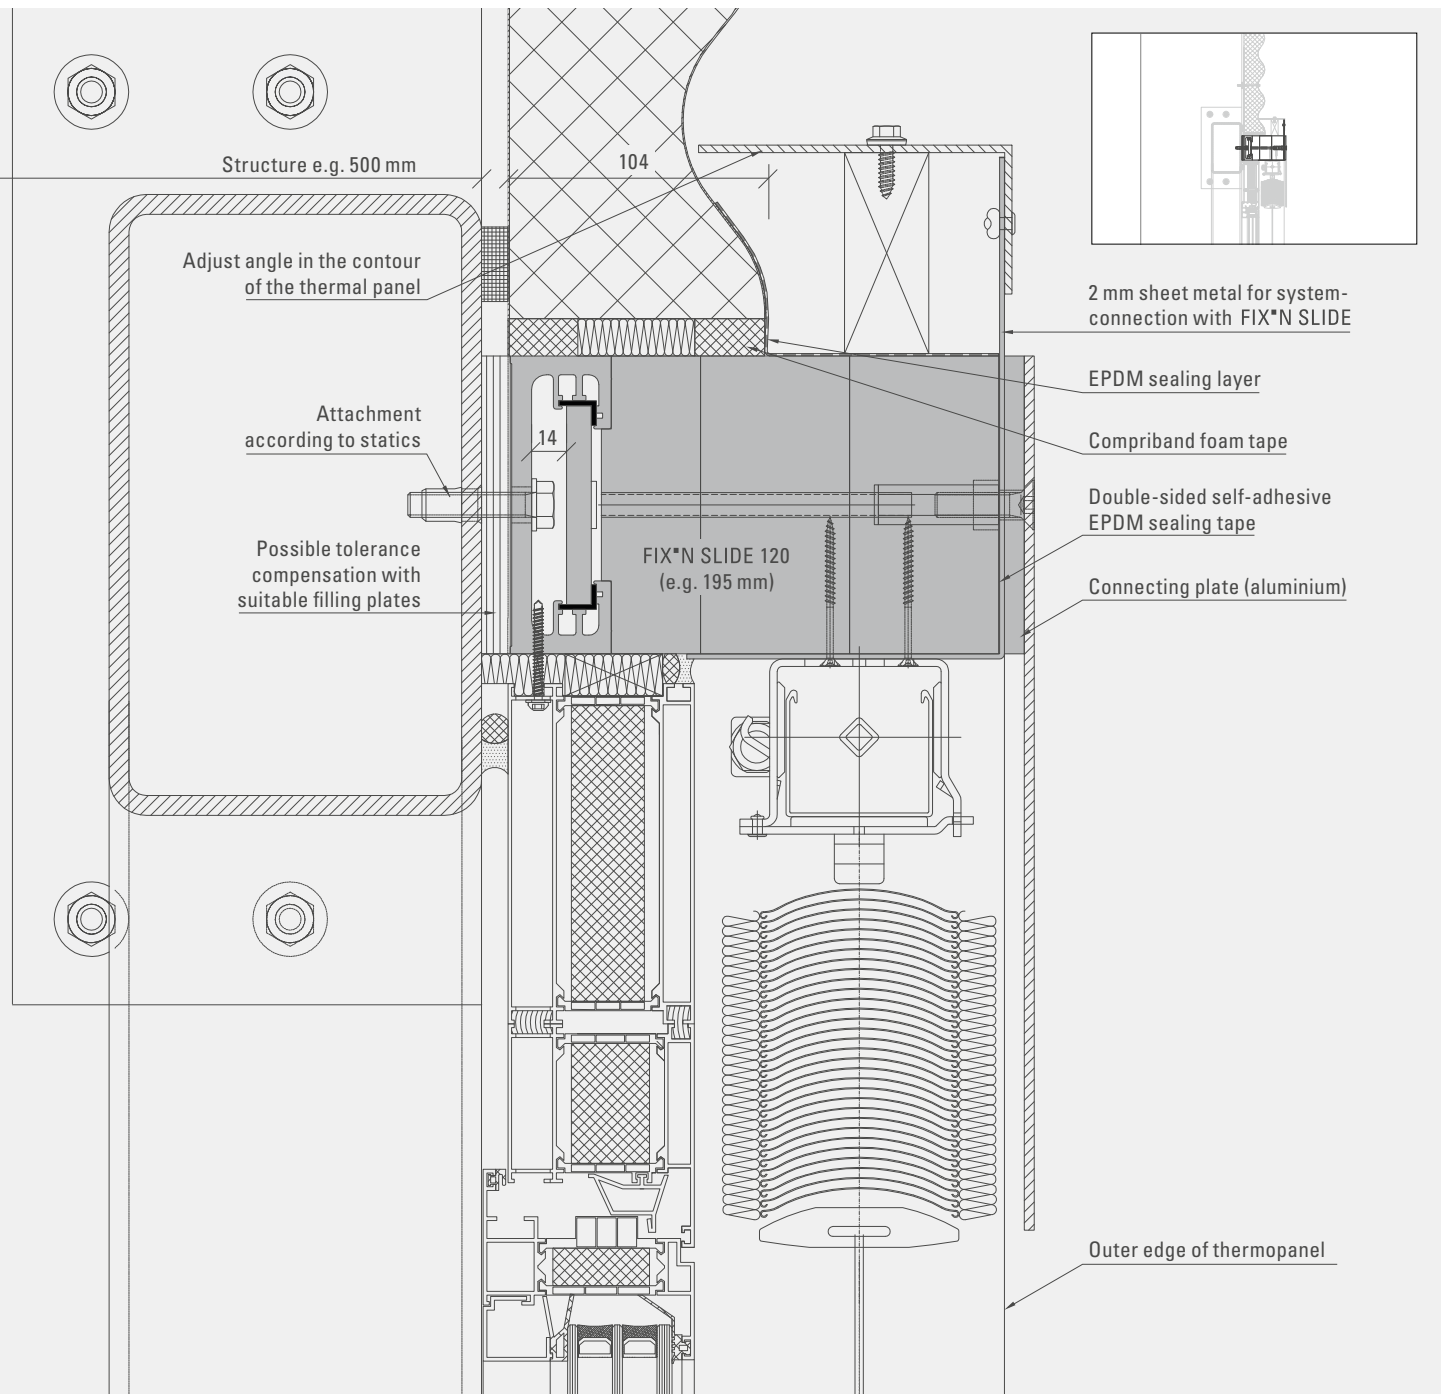 Structure e.g. 500 mm
104
Adjust angle in the contour
of the thermal panel
2 mm sheet metal for system-
connection with FIX■N SLIDE
EPDM sealing layer
Attachment
according to statics
14
Compriband foam tape
Double-sided self-adhesive
EPDM sealing tape
Possible tolerance
compensation with
suitable filling plates
FIX■N SLIDE 120
(e.g. 195 mm)
Connecting plate (aluminium)
Outer edge of thermopanel